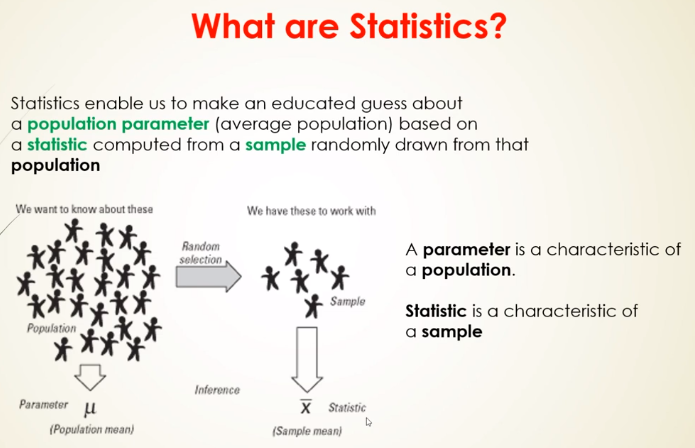 What are Statistics?
Statistics enable us to make an educated guess about
a population parameter (average population) based on
a statistic computed from a sample randomly drawn from that
population
We want to know about these
We have these to work with
Random
selection
Population
Sample
A parameter is a characteristic of
a population.
Statistic is a characteristic of
a sample
Inference
Parameter μ
(Population mean)
x̅ Statistic
(Sample mean)